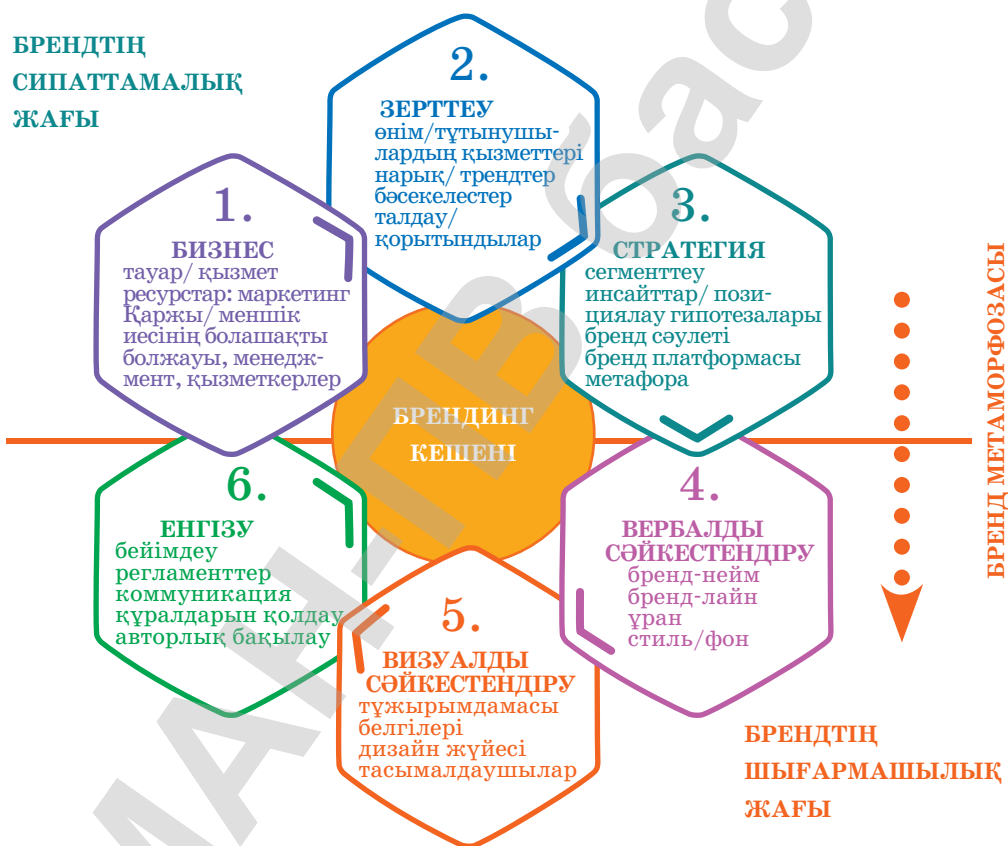 БРЕНДТІҢ
СИПАТТАМАЛЫҚ
ЖАҒЫ
1.
БИЗНЕС
тауар/ қызмет
ресурстар: маркетинг
Қаржы/ меншік
иесінің болашақты
болжауы, менедж-
мент, қызметкерлер
2.
ЗЕРТТЕУ
өнім/тұтынушы-
лардың қызметтері
нарық/ трендтер
бәсекелестер
талдау/
қорытындылар
3.
СТРАТЕГИЯ
сегменттеу
инсайттар/ пози-
циялау гипотезалары
бренд сәулеті
бренд платформасы
метафора
БРЕНДИНГ
КЕШЕНІ
4.
ВЕРБАЛДЫ
СӘЙКЕСТЕНДІРУ
бренд-нейм
бренд-лайн
ұран
стиль/фон
5.
ВИЗУАЛДЫ
СӘЙКЕСТЕНДІРУ
тұжырымдамасы
белгілері
дизайн жүйесі
тасымалдаушылар
6.
ЕНГІЗУ
бейімдеу
регламенттер
коммуникация
құралдарын қолдау
авторлық бақылау
БРЕНД МЕТАМОРФОЗАСЫ
БРЕНДТІҢ
ШЫҒАРМАШЫЛЫҚ
ЖАҒЫ